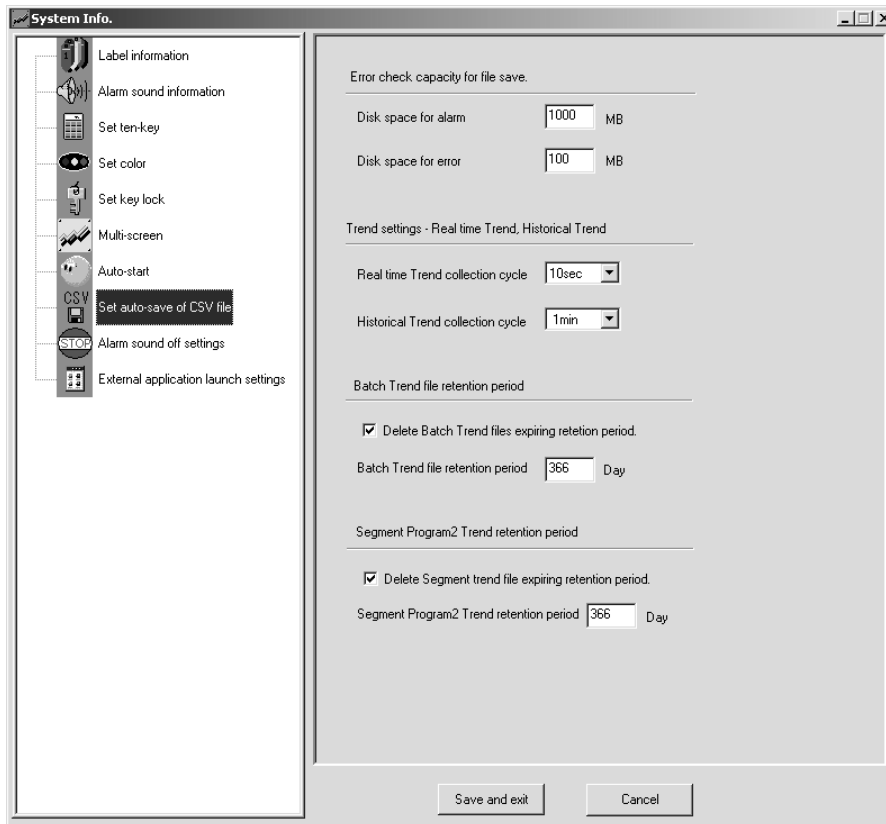 System Info.
Label information
Alarm sound information
Set ten-key
Set color
Set key lock
Multi-screen
Auto-start
CSV
Set auto-save of CSV file
STOP
Alarm sound off settings
External application launch settings
Error check capacity for file save.
Disk space for alarm 1000 MB
Disk space for error 100 MB
Trend settings - Real time Trend, Historical Trend
Real time Trend collection cycle 10sec
Historical Trend collection cycle 1min
Batch Trend file retention period
Delete Batch Trend files expiring retetion period.
Batch Trend file retention period 366 Day
Segment Program2 Trend retention period
Delete Segment trend file expiring retention period.
Segment Program2 Trend retention period 366 Day
Save and exit
Cancel